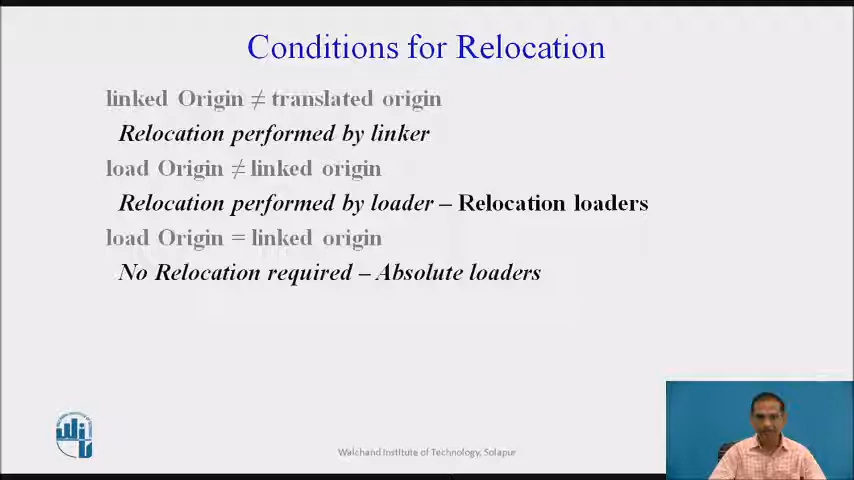 Conditions for Relocation
linked Origin ≠ translated origin
Relocation performed by linker
load Origin ≠ linked origin
Relocation performed by loader – Relocation loaders
load Origin = linked origin
No Relocation required – Absolute loaders
Walchand Institute of Technology, Solapur